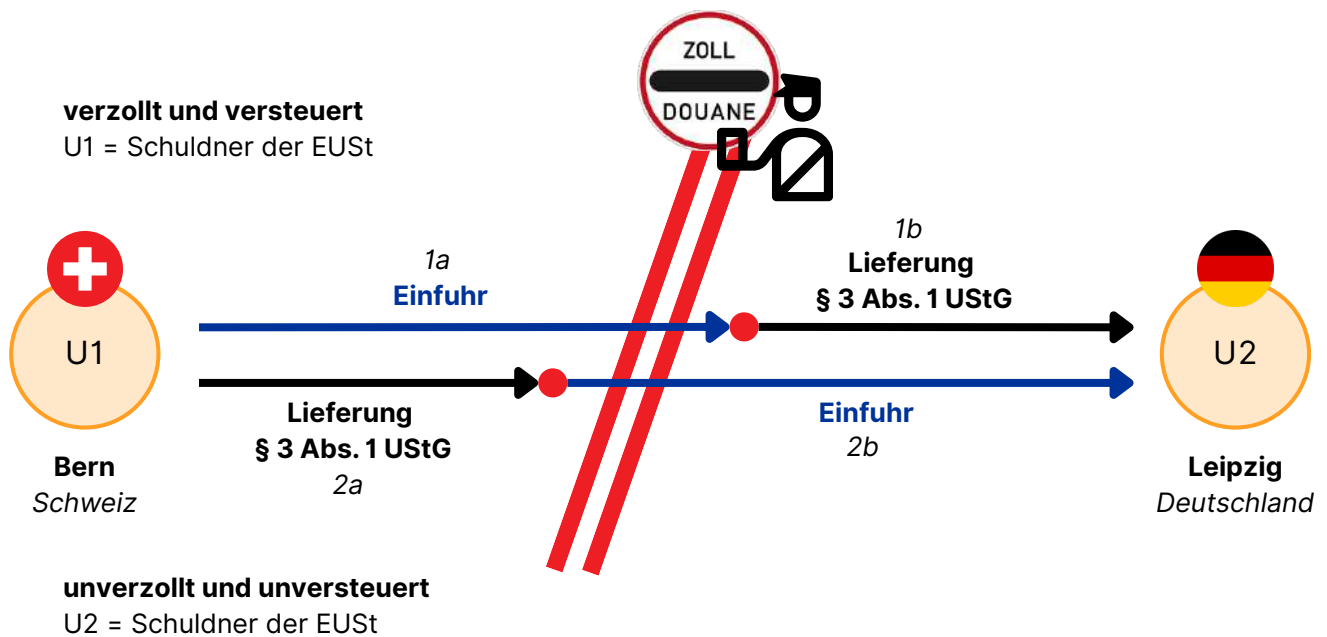 ZOLL
DOUANE
verzollt und versteuert
U1 = Schuldner der EUSt
1a
Einfuhr
1b
Lieferung
§ 3 Abs. 1 UStG
U1
U2
Lieferung
§ 3 Abs. 1 UStG
2a
Einfuhr
2b
Bern
Schweiz
Leipzig
Deutschland
unverzollt und unversteuert
U2 = Schuldner der EUSt